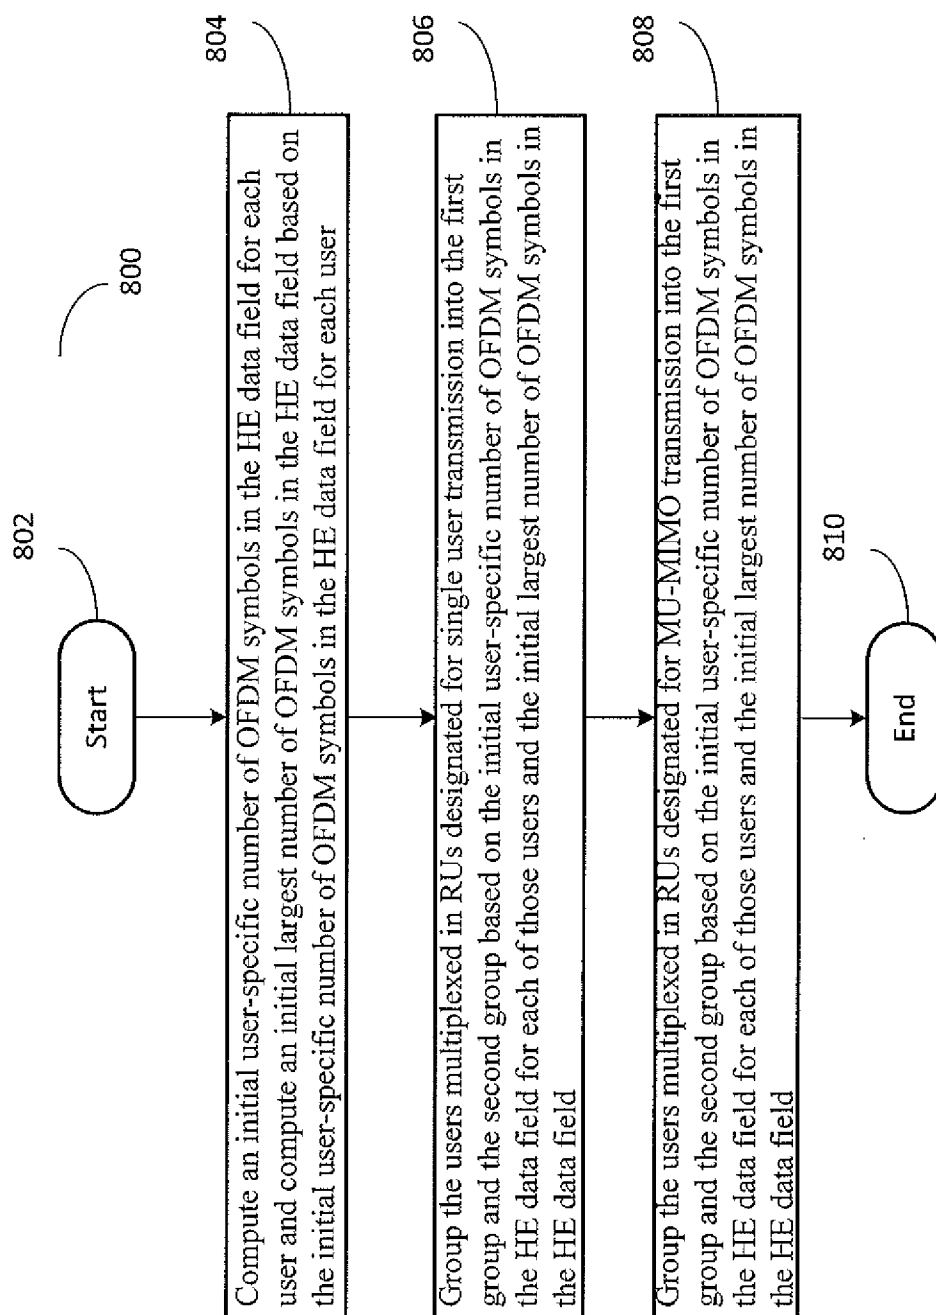 800
802
Start
804
Compute an initial user-specific number of OFDM symbols in the HE data field for each
user and compute an initial largest number of OFDM symbols in the HE data field based on
the initial user-specific number of OFDM symbols in the HE data field for each user
806
Group the users multiplexed in RUs designated for single user transmission into the first
group and the second group based on the initial user-specific number of OFDM symbols in
the HE data field for each of those users and the initial largest number of OFDM symbols in
the HE data field
808
Group the users multiplexed in RUs designated for MU-MIMO transmission into the first
group and the second group based on the initial user-specific number of OFDM symbols in
the HE data field for each of those users and the initial largest number of OFDM symbols in
the HE data field
810
End